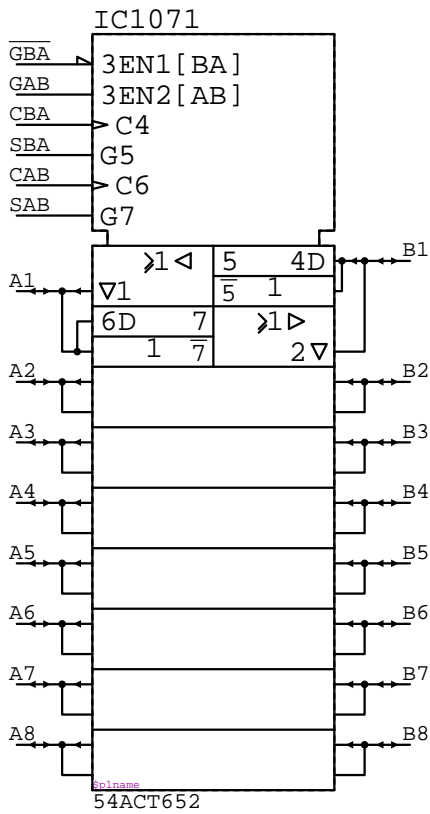 IC1071
GBA
3EN1[BA]
GAB
3EN2[AB]
CBA
C4
SBA
G5
CAB
C6
SAB
G7
≥1 5 4D B1
A1 ▽1 5 1
6D 7 ≥1
1 7 2▽
A2 B2
A3 B3
A4 B4
A5 B5
A6 B6
A7 B7
A8 B8
$plname
54ACT652